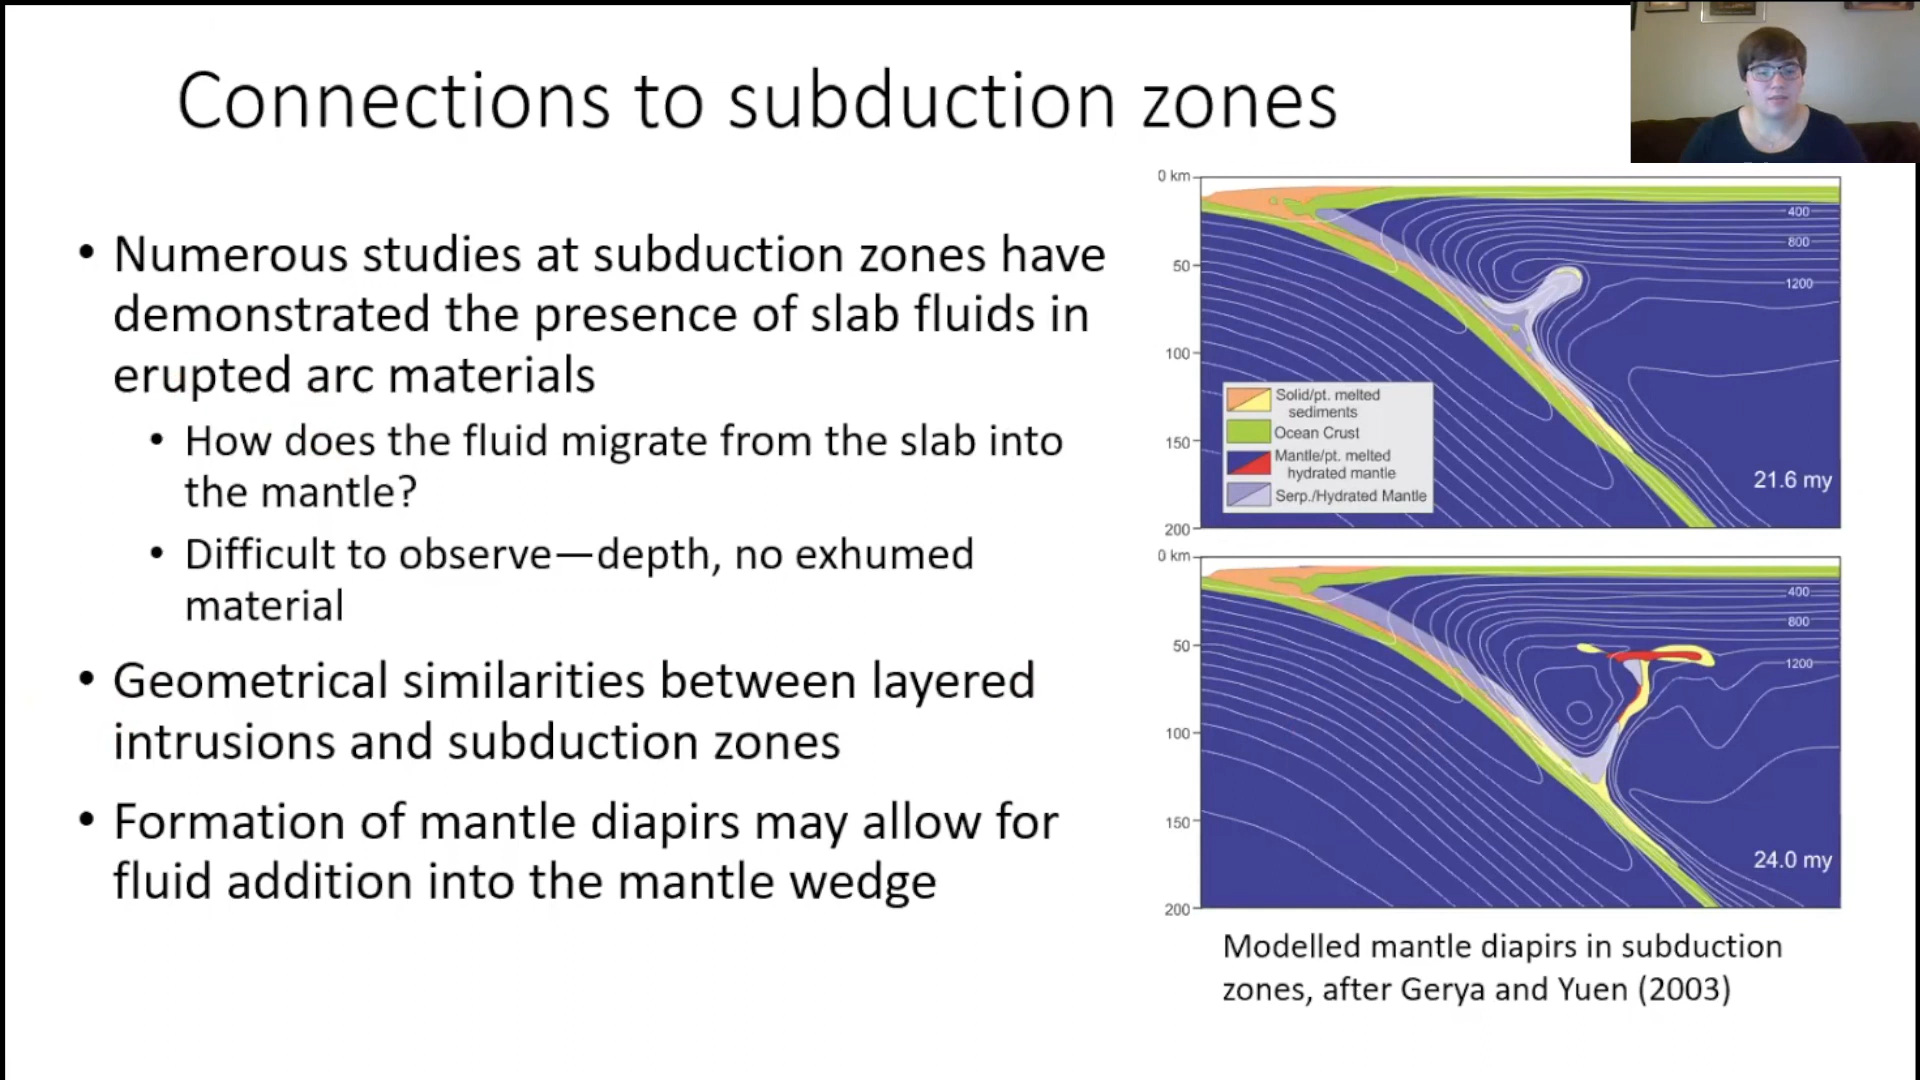 Connections to subduction zones
• Numerous studies at subduction zones have
demonstrated the presence of slab fluids in
erupted arc materials
• How does the fluid migrate from the slab into
the mantle?
• Difficult to observe—depth, no exhumed
material
• Geometrical similarities between layered
intrusions and subduction zones
• Formation of mantle diapirs may allow for
fluid addition into the mantle wedge
0 km
50
100
150
200
400
800
1200
Solid/pt. melted
sediments
Ocean Crust
Mantle/pt. melted
hydrated mantle
Serp./Hydrated Mantle
21.6 my
0 km
50
100
150
200
400
800
1200
24.0 my
Modelled mantle diapirs in subduction
zones, after Gerya and Yuen (2003)